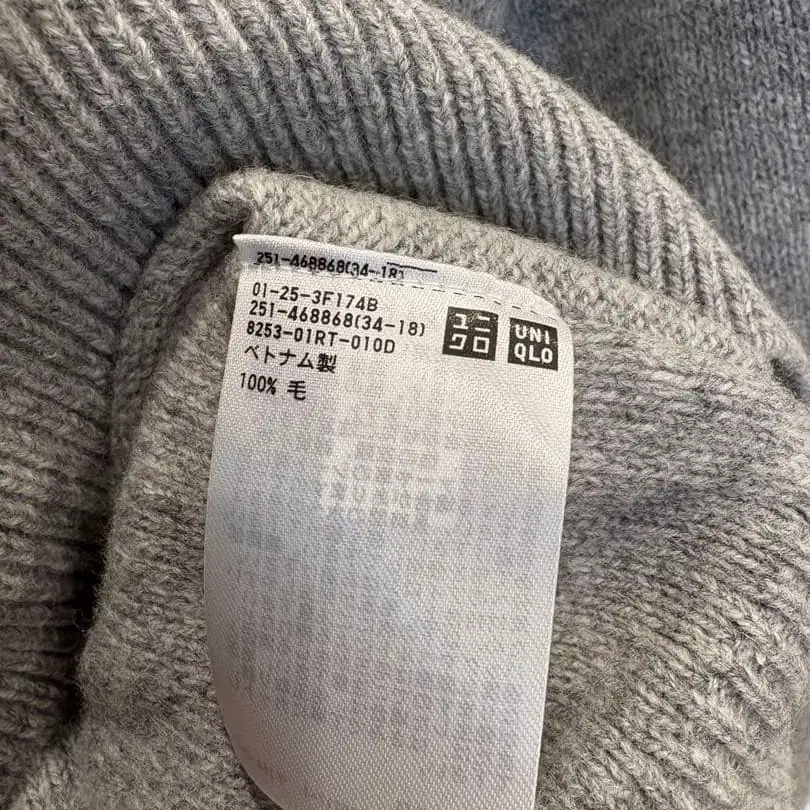 251-468868(34-18)
01-25-3F174B
251-468868(34-18)
8253-01RT-010D
ベトナム製
100% 毛
ユニ
クロ
UNI
QLO